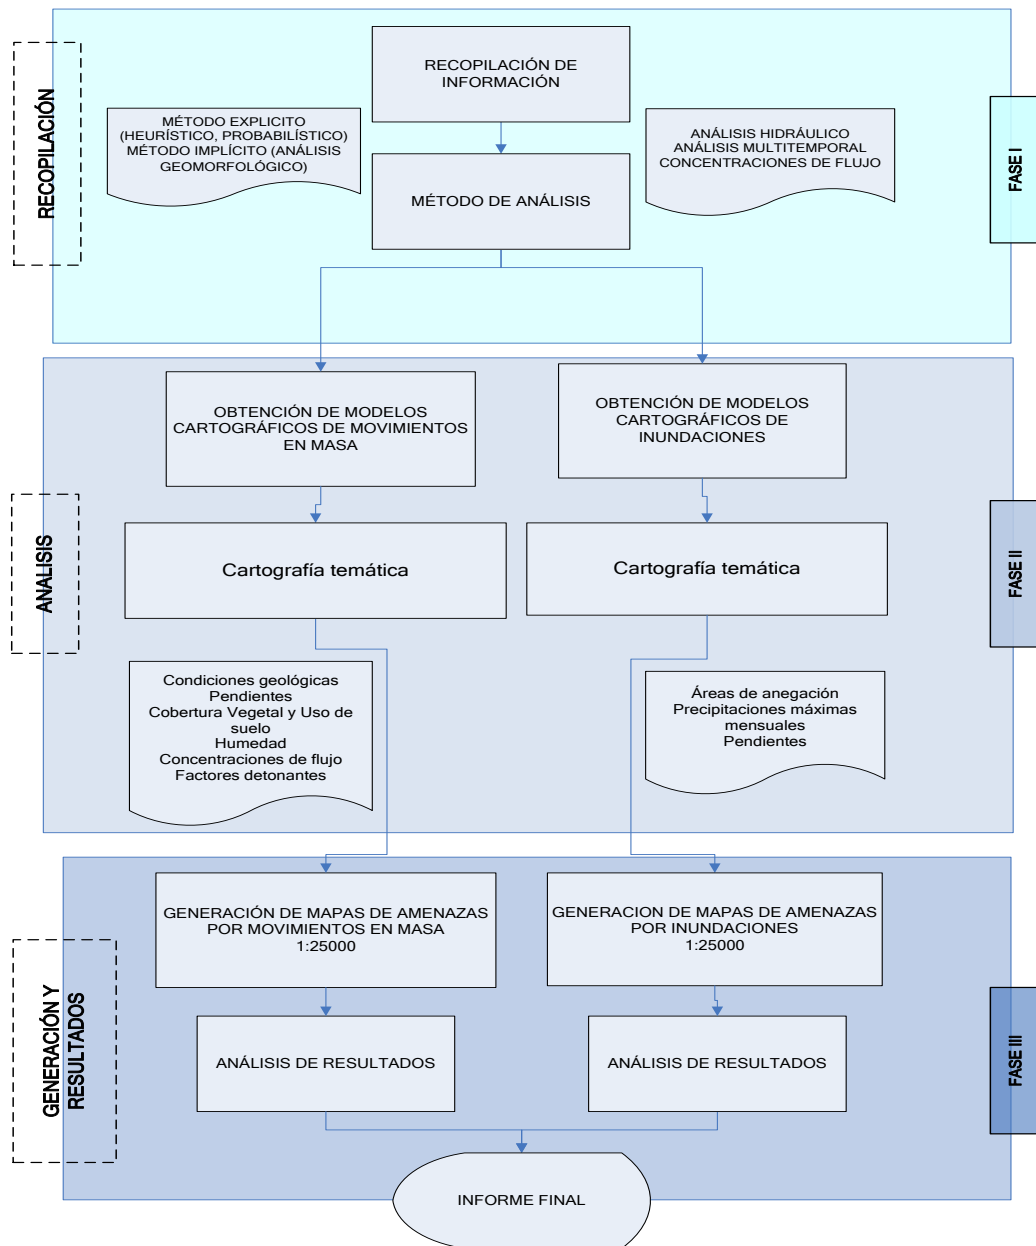 RECOPILACIÓN
RECOPILACIÓN DE
INFORMACIÓN
MÉTODO EXPLICITO
(HEURÍSTICO, PROBABILÍSTICO)
MÉTODO IMPLÍCITO (ANÁLISIS
GEOMORFOLÓGICO)
ANÁLISIS HIDRÁULICO
ANÁLISIS MULTITEMPORAL
CONCENTRACIONES DE FLUJO
MÉTODO DE ANÁLISIS
FASE I
ANALISIS
OBTENCIÓN DE MODELOS
CARTOGRÁFICOS DE MOVIMIENTOS
EN MASA
OBTENCIÓN DE MODELOS
CARTOGRÁFICOS DE
INUNDACIONES
Cartografía temática
Cartografía temática
FASE II
Condiciones geológicas
Pendientes
Cobertura Vegetal y Uso de
suelo
Humedad
Concentraciones de flujo
Factores detonantes
Áreas de anegación
Precipitaciones máximas
mensuales
Pendientes
GENERACIÓN Y
RESULTADOS
GENERACIÓN DE MAPAS DE AMENAZAS
POR MOVIMIENTOS EN MASA
1:25000
GENERACION DE MAPAS DE AMENAZAS
POR INUNDACIONES
1:25000
ANÁLISIS DE RESULTADOS
ANÁLISIS DE RESULTADOS
FASE III
INFORME FINAL